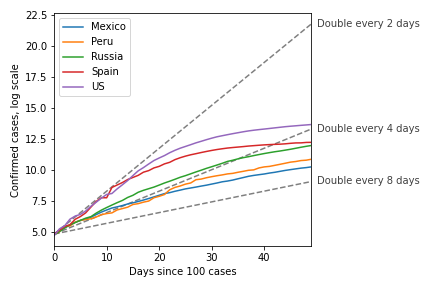 22.5
20.0
17.5
15.0
12.5
10.0
7.5
5.0
Confirmed cases, log scale
Mexico
Peru
Russia
Spain
US
Double every 2 days
Double every 4 days
Double every 8 days
0
10
20
30
40
Days since 100 cases